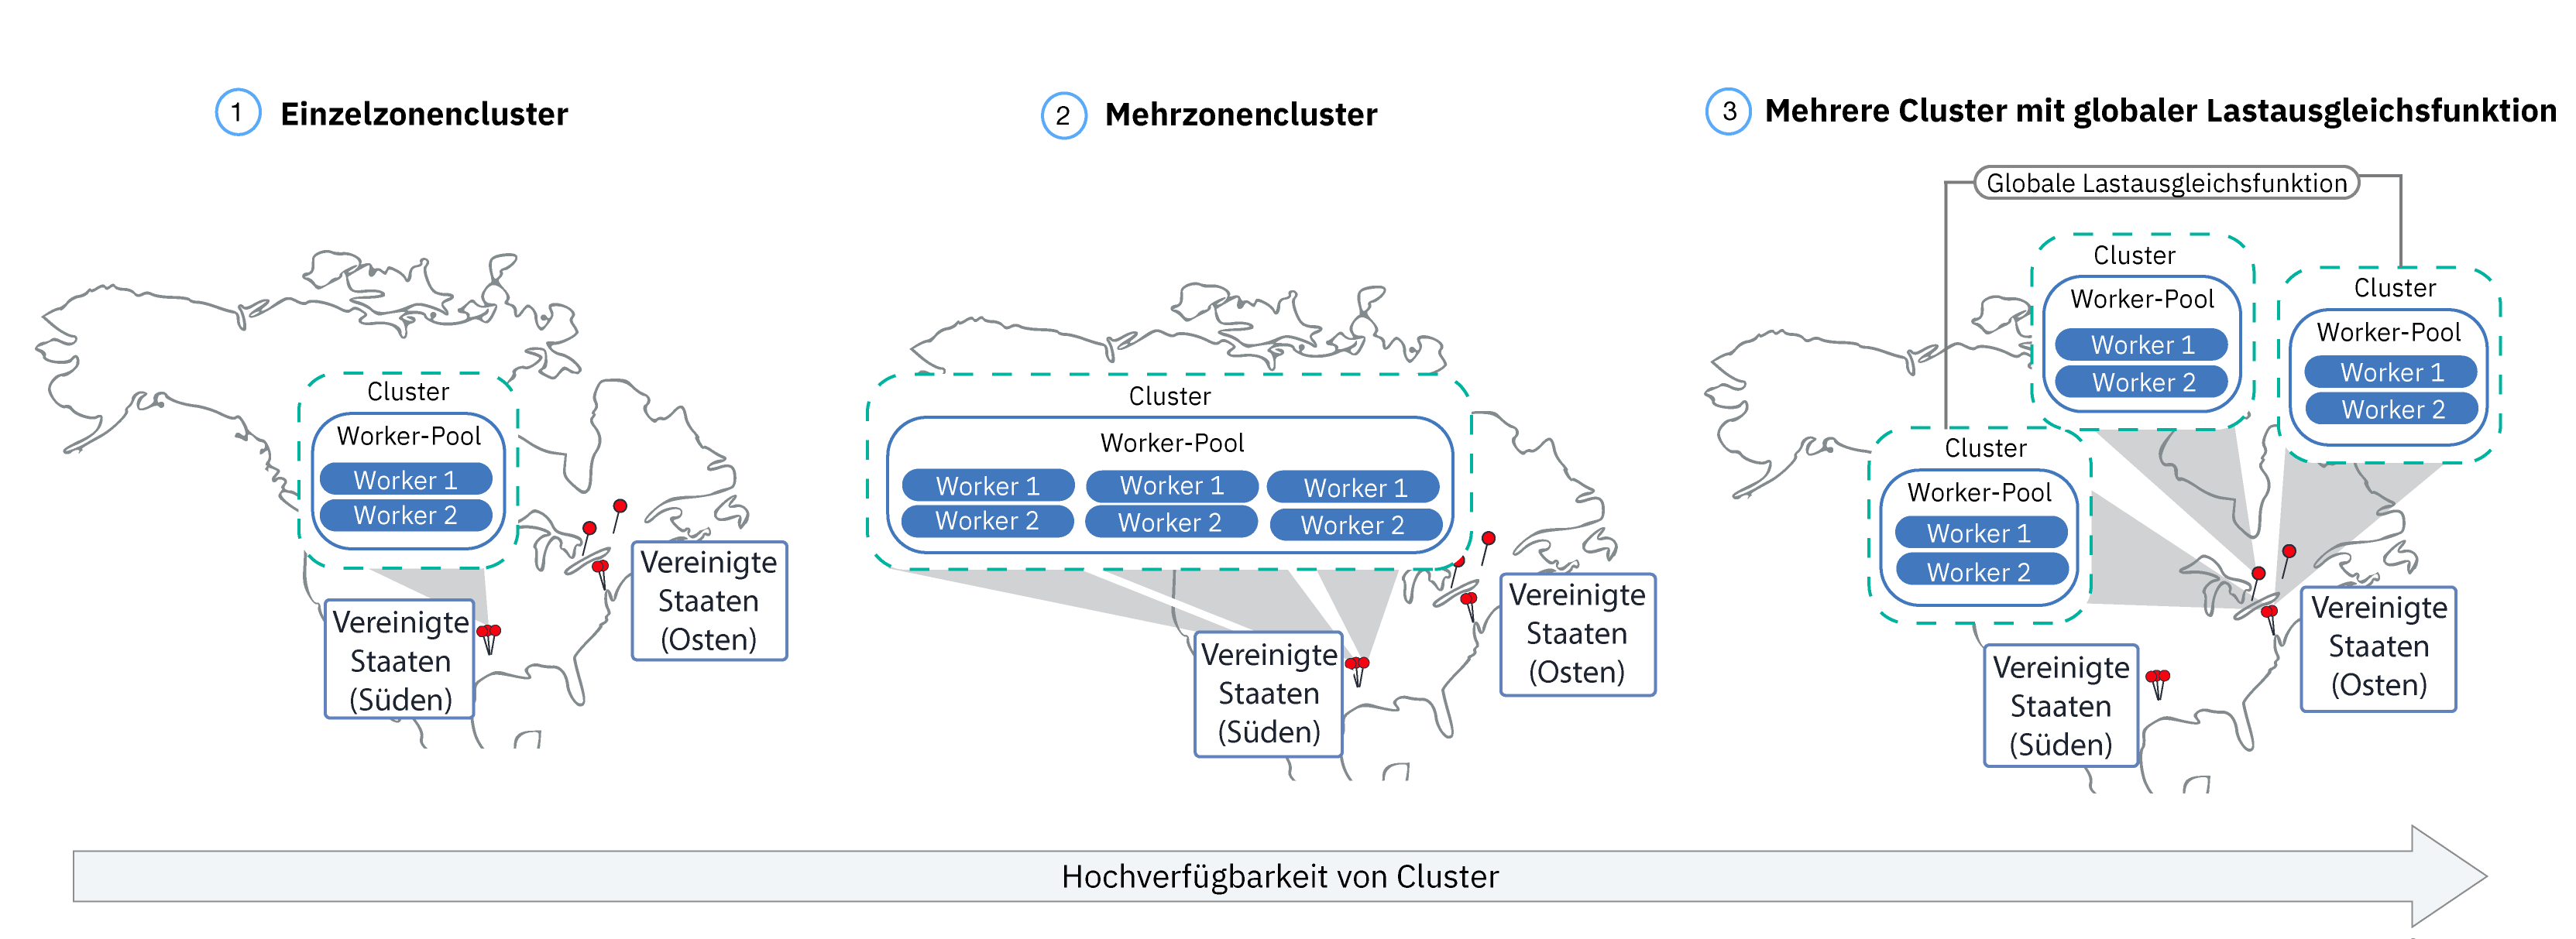 1 Einzelzonencluster
2 Mehrzonencluster
3 Mehrere Cluster mit globaler Lastausgleichsfunktion
Cluster
Worker-Pool
Worker 1
Worker 2
Vereinigte
Staaten
(Süden)
Vereinigte
Staaten
(Osten)
Cluster
Worker-Pool
Worker 1 Worker 1 Worker 1
Worker 2 Worker 2 Worker 2
Vereinigte
Staaten
(Süden)
Vereinigte
Staaten
(Osten)
Globale Lastausgleichsfunktion
Cluster
Worker-Pool
Worker 1
Worker 2
Cluster
Worker-Pool
Worker 1
Worker 2
Cluster
Worker-Pool
Worker 1
Worker 2
Vereinigte
Staaten
(Süden)
Vereinigte
Staaten
(Osten)
Hochverfügbarkeit von Cluster